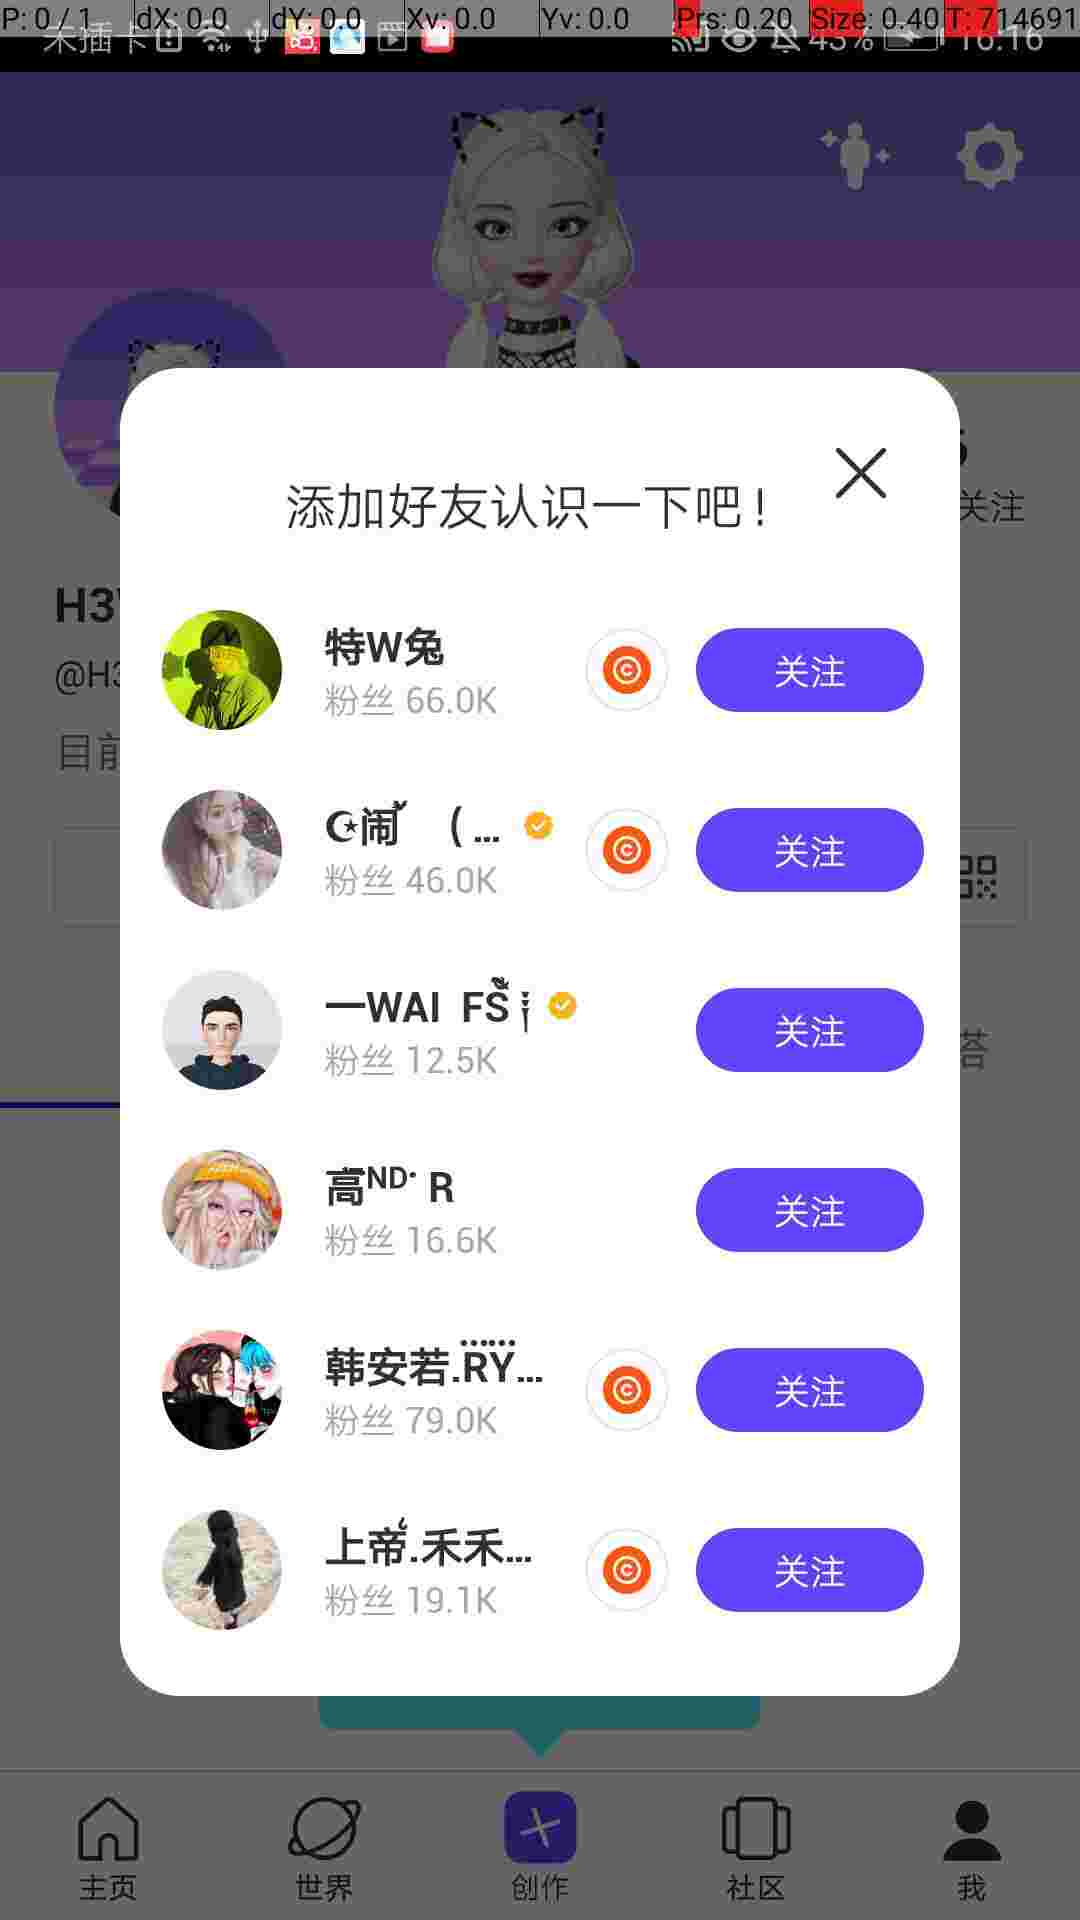 P: 0 / 1 dX: 0.0 dY: 0.0 Xv: 0.0 Yv: 0.0 Prs: 0.20 Size: 0.40 T: 714691
未插卡 43% 16:16
关注
H3
@H3
目前
添加好友认识一下吧！
特W兔
粉丝 66.0K
关注
☪闹 ( ...
粉丝 46.0K
关注
一WAI FS
粉丝 12.5K
关注
高ᴺᴰ· R
粉丝 16.6K
关注
韩安若.RY...
粉丝 79.0K
关注
上帝.禾禾...
粉丝 19.1K
关注
搭
主页
世界
创作
社区
我